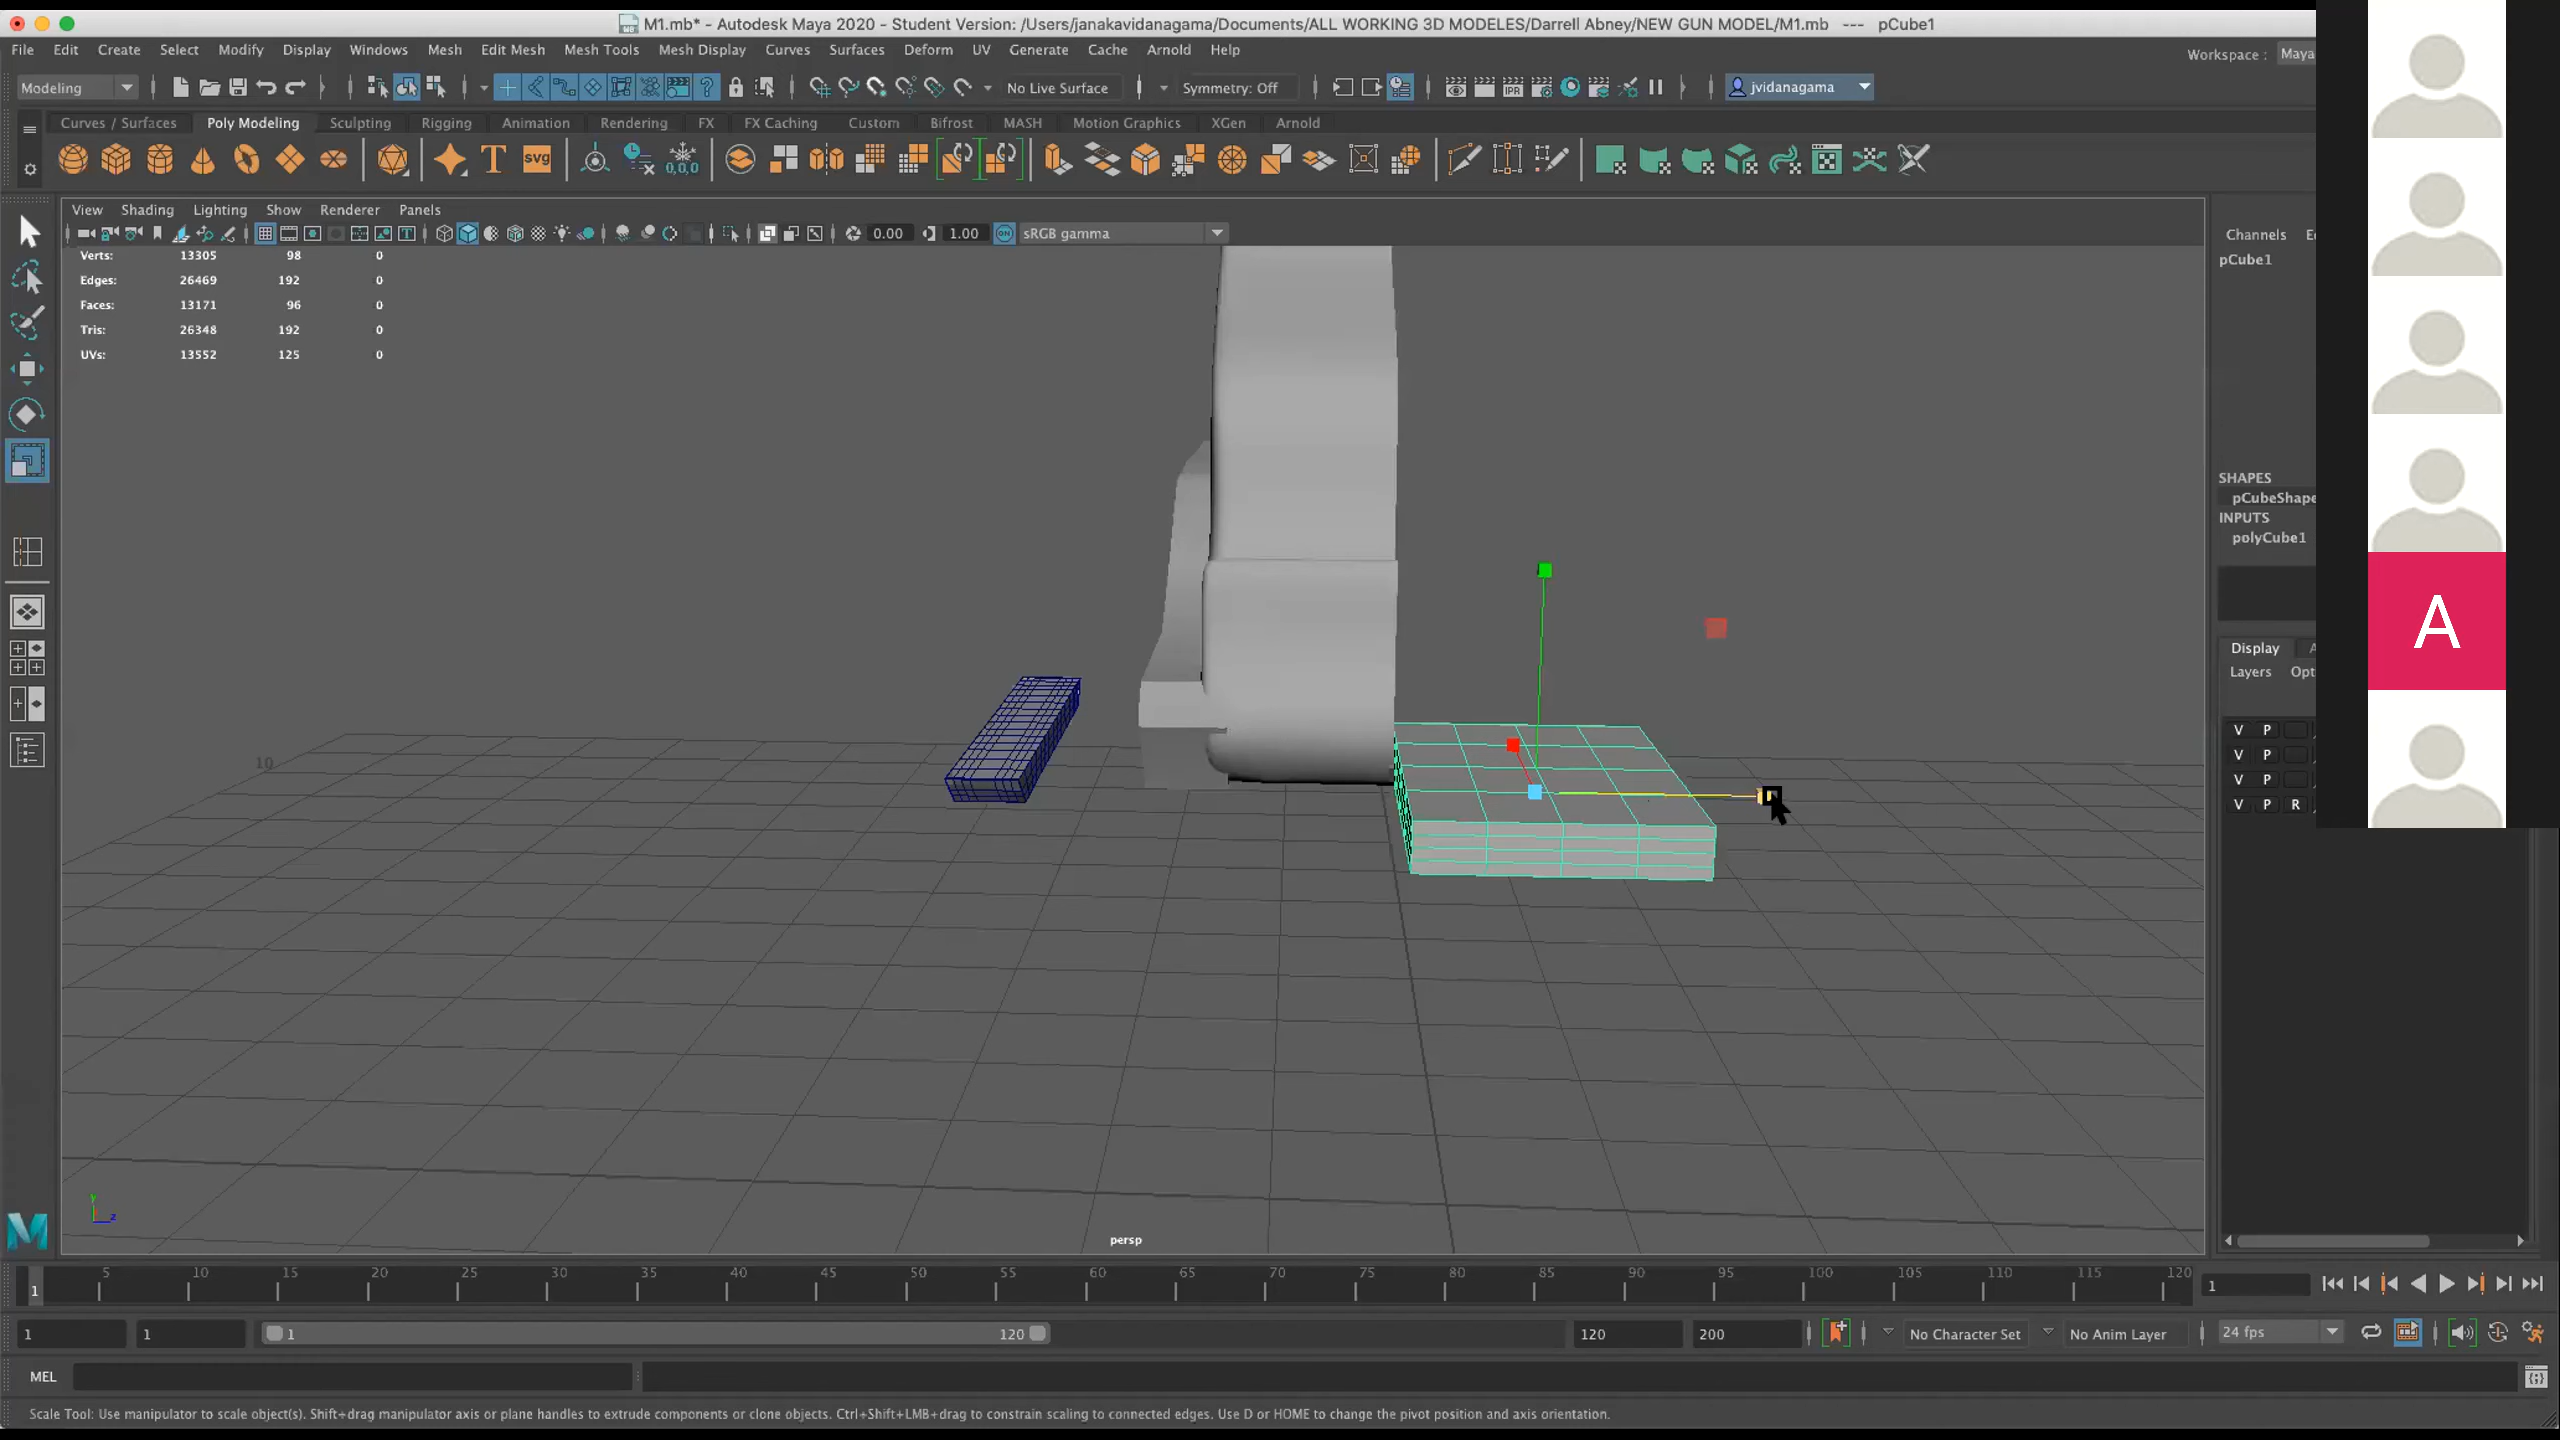 M1.mb* - Autodesk Maya 2020 - Student Version: /Users/janakavidanagama/Documents/ALL WORKING 3D MODELES/Darrell Abney/NEW GUN MODEL/M1.mb --- pCube1
File Edit Create Select Modify Display Windows Mesh Edit Mesh Mesh Tools Mesh Display Curves Surfaces Deform UV Generate Cache Arnold Help
Workspace : Maya
Modeling No Live Surface Symmetry: Off jvidanagama
Curves / Surfaces Poly Modeling Sculpting Rigging Animation Rendering FX FX Caching Custom Bifrost MASH Motion Graphics XGen Arnold
T SVG 0,0,0
View Shading Lighting Show Renderer Panels
0.00 1.00 sRGB gamma
Verts: 13305 98 0
Edges: 26469 192 0
Faces: 13171 96 0
Tris: 26348 192 0
UVs: 13552 125 0
10
y
z
persp
Channels
pCube1
SHAPES
pCubeShape
INPUTS
polyCube1
Display
Layers Opt
V P
V P
V P
V P R
A
5 10 15 20 25 30 35 40 45 50 55 60 65 70 75 80 85 90 95 100 105 110 115 120
1 1
1 1 1 120 120 200 No Character Set No Anim Layer 24 fps
MEL
Scale Tool: Use manipulator to scale object(s). Shift+drag manipulator axis or plane handles to extrude components or clone objects. Ctrl+Shift+LMB+drag to constrain scaling to connected edges. Use D or HOME to change the pivot position and axis orientation.